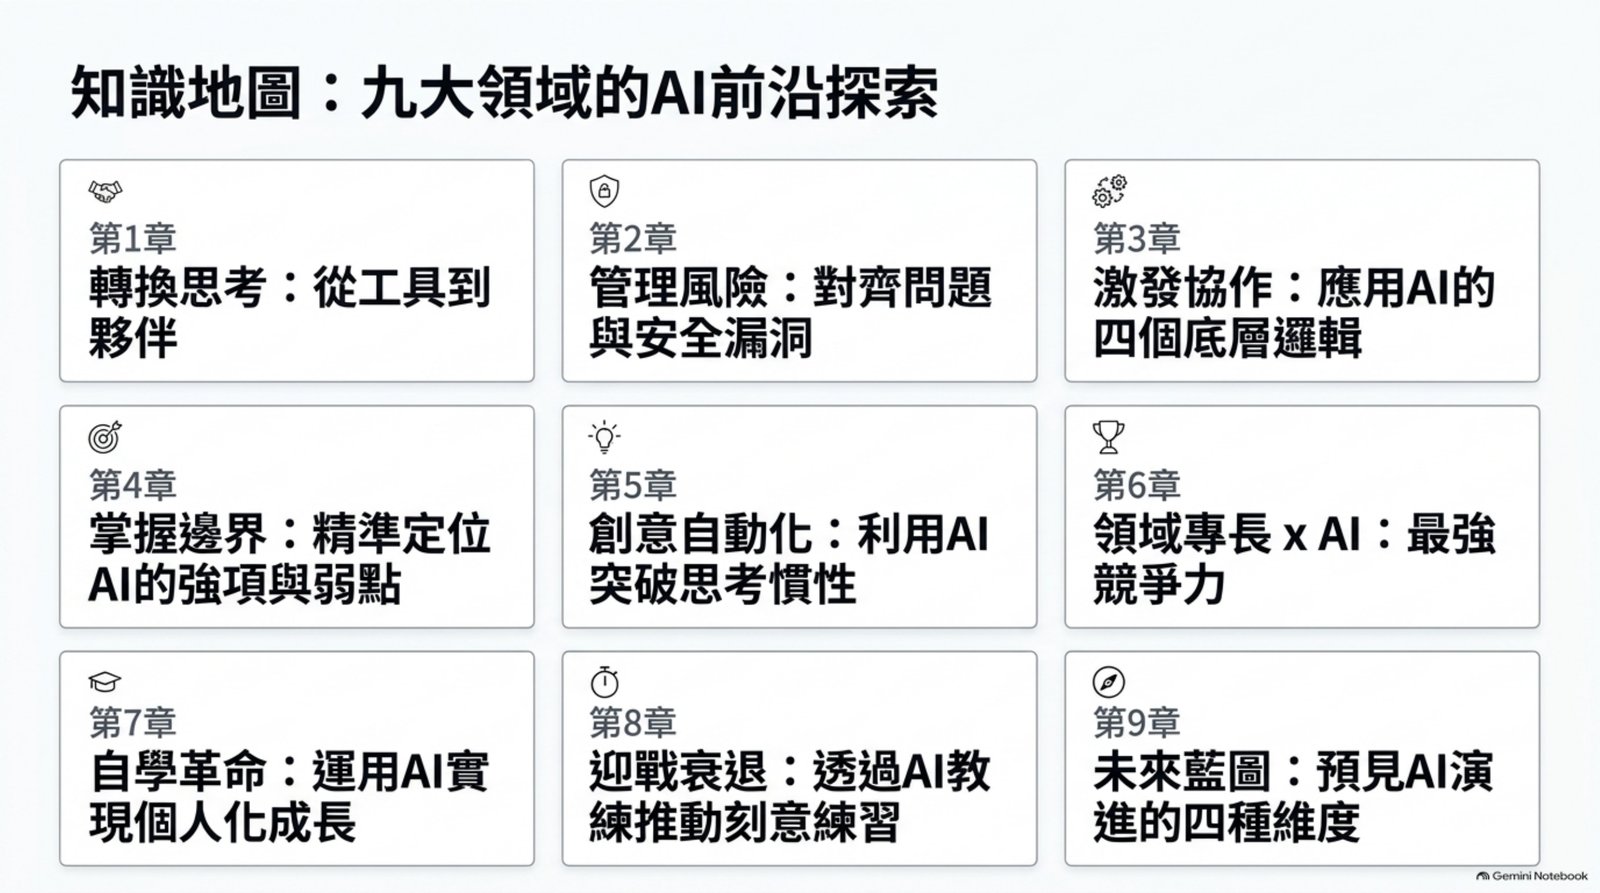 知識地圖：九大領域的AI前沿探索
第1章
轉換思考：從工具到
夥伴
第2章
管理風險：對齊問題
與安全漏洞
第3章
激發協作：應用AI的
四個底層邏輯
第4章
掌握邊界：精準定位
AI的強項與弱點
第5章
創意自動化：利用AI
突破思考慣性
第6章
領域專長 x AI：最強
競爭力
第7章
自學革命：運用AI實
現個人化成長
第8章
迎戰衰退：透過AI教
練推動刻意練習
第9章
未來藍圖：預見AI演
進的四種維度
Gemini Notebook